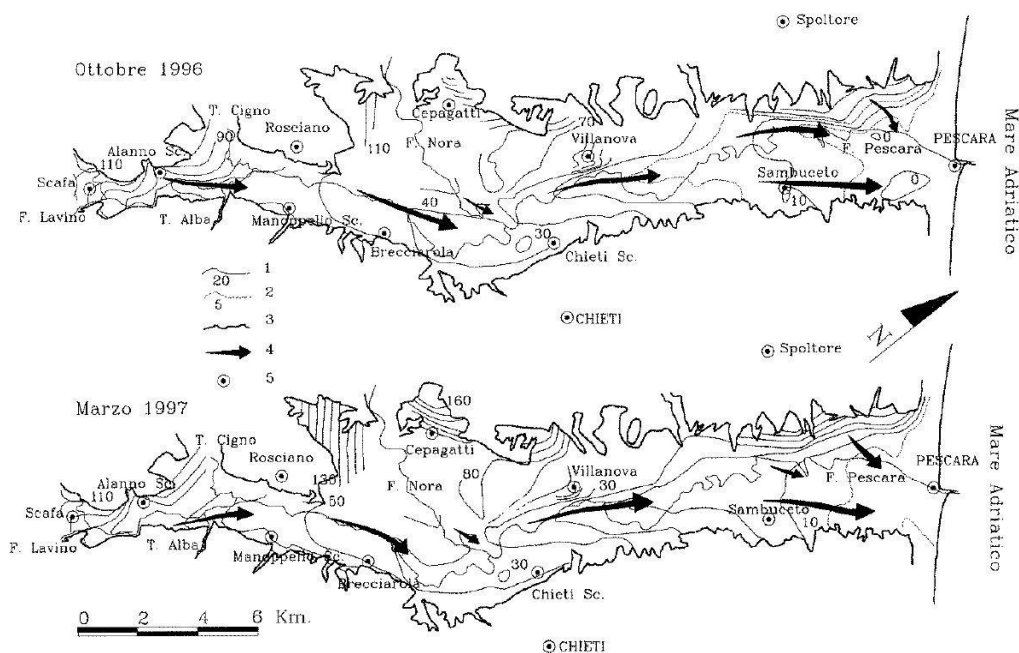 Spoltore
Ottobre 1996
T. Cigno
Rosciano
Cepagatti
90
Alanno Sc.
110
110
F. Nora
70
Villanova
0
PESCARA
F. Pescara
Scafa
Sambuceto
0
10
F. Lavino
T. Alba
Manoppello Sc.
40
Brecciarola
30
Chieti Sc.
Mare Adriatico
1
20
2
5
3
4
5
CHIETI
N
Spoltore
Marzo 1997
160
T. Cigno
Cepagatti
Rosciano
80
Villanova
30
PESCARA
Alanno Sc.
110
130
50
F. Nora
F. Pescara
Scafa
Sambuceto
10
F. Lavino
T. Alba
Manoppello Sc.
Brecciarola
30
Chieti Sc.
Mare Adriatico
0 2 4 6 Km.
CHIETI